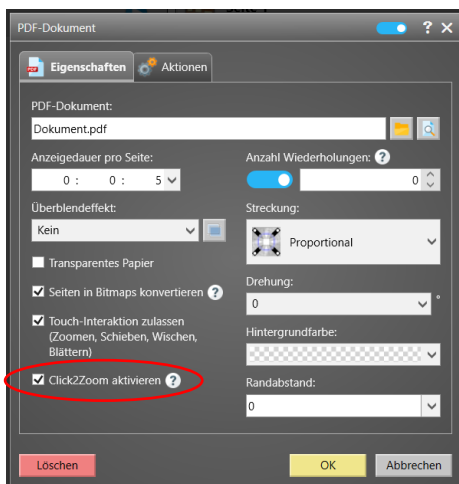 PDF-Dokument
?
Eigenschaften
Aktionen
PDF-Dokument:
Dokument.pdf
Anzeigedauer pro Seite:
Anzahl Wiederholungen: ?
0 : 0 : 5
0
Überblendeffekt:
Streckung:
Kein
Proportional
Transparentes Papier
Drehung:
Seiten in Bitmaps konvertieren ?
0 °
Touch-Interaktion zulassen
(Zoomen, Schieben, Wischen,
Blättern)
Hintergrundfarbe:
Click2Zoom aktivieren ?
Randabstand:
0
Löschen
OK
Abbrechen